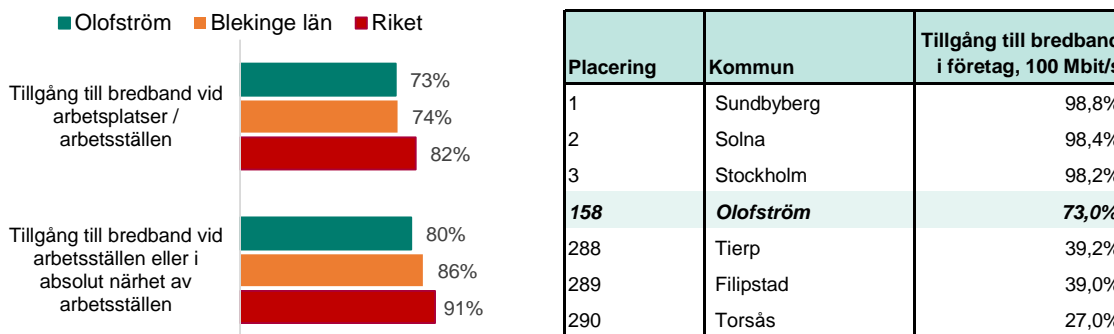 Olofström Blekinge län Riket
Tillgång till bredband vid
arbetsplatser /
arbetsställen
73%
74%
82%
Tillgång till bredband vid
arbetsställen eller i
absolut närhet av
arbetsställen
80%
86%
91%
Tillgång till bredband
Placering Kommun i företag, 100 Mbit/s
1 Sundbyberg 98,8%
2 Solna 98,4%
3 Stockholm 98,2%
158 Olofström 73,0%
288 Tierp 39,2%
289 Filipstad 39,0%
290 Torsås 27,0%